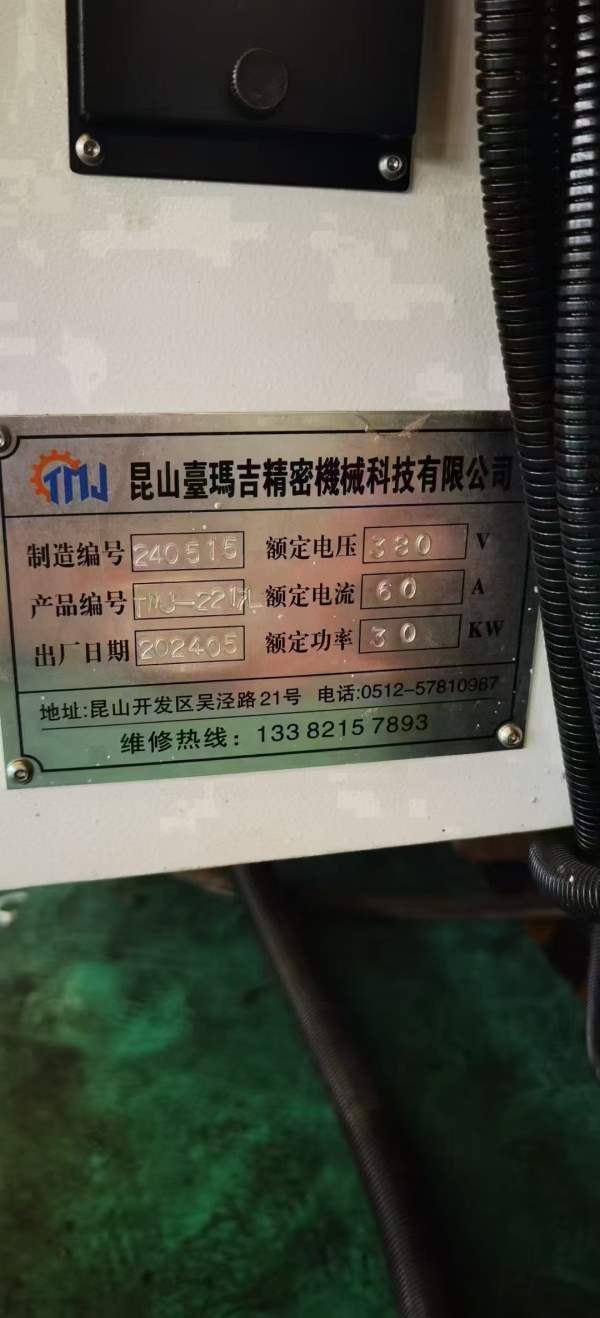 TMJ 昆山臺瑪吉精密機械科技有限公司
制造编号 240515 额定电压 380 V
产品编号 额定电流 60 A
出厂日期 202405 额定功率 30 KW
地址:昆山开发区吴泾路21号 电话:0512-57810987
维修热线: 133 8215 7893